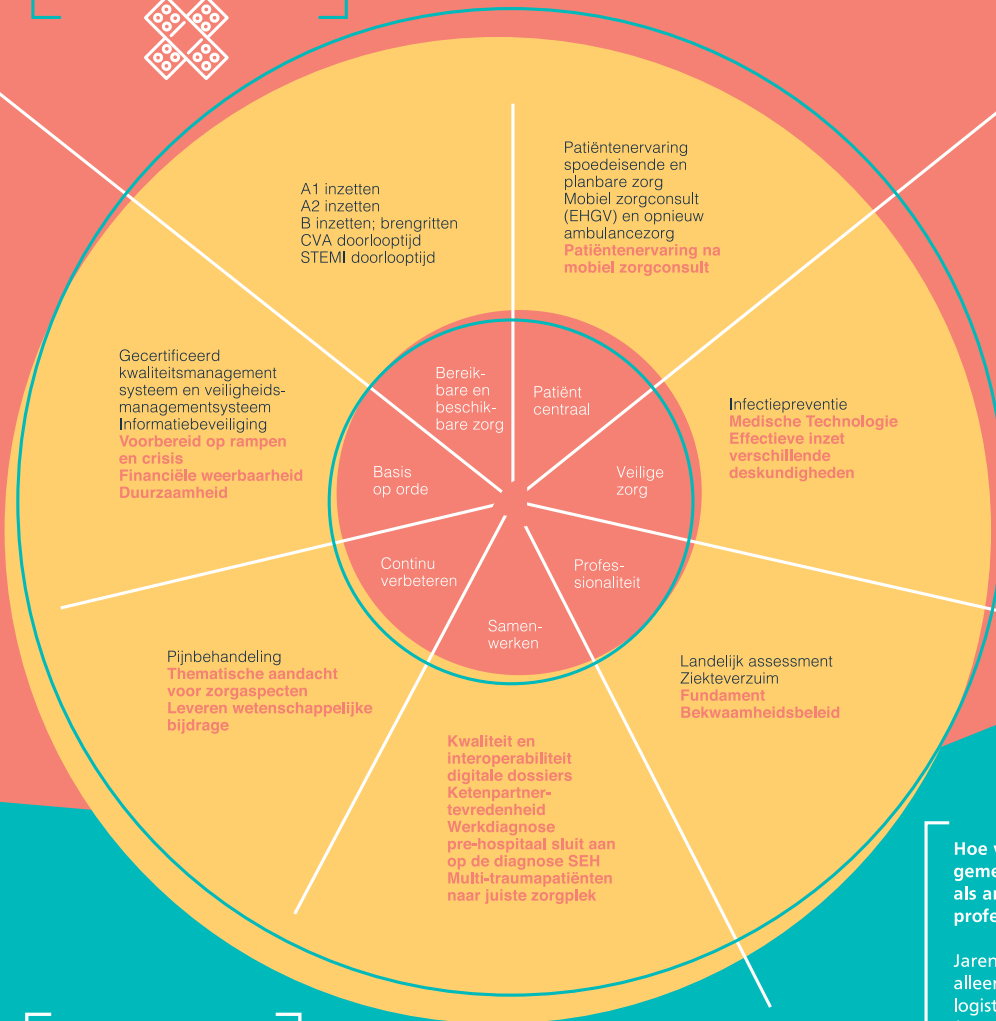 A1 inzetten
A2 inzetten
B inzetten; brengritten
CVA doorlooptijd
STEMI doorlooptijd
Patiëntenervaring
spoedeisende en
planbare zorg
Mobiel zorgconsult
(EHGV) en opnieuw
ambulancezorg
Patiëntenervaring na
mobiel zorgconsult
Gecertificeerd
kwaliteitsmanagement
systeem en veiligheids-
managementsysteem
Informatiebeveiliging
Voorbereid op rampen
en crisis
Financiële weerbaarheid
Duurzaamheid
Bereik-
bare en
beschik-
bare zorg
Patiënt
centraal
Infectiepreventie
Medische Technologie
Effectieve inzet
verschillende
deskundigheden
Basis
op orde
Veilige
zorg
Continu
verbeteren
Profes-
sionaliteit
Samen-
werken
Pijnbehandeling
Thematische aandacht
voor zorgaspecten
Leveren wetenschappelijke
bijdrage
Landelijk assessment
Ziekteverzuim
Fundament
Bekwaamheidsbeleid
Kwaliteit en
interoperabiliteit
digitale dossiers
Ketenpartner-
tevredenheid
Werkdiagnose
pre-hospitaal sluit aan
op de diagnose SEH
Multi-traumapatiënten
naar juiste zorgplek
Hoe
geme
als
profe
Jaren
alleen
logist